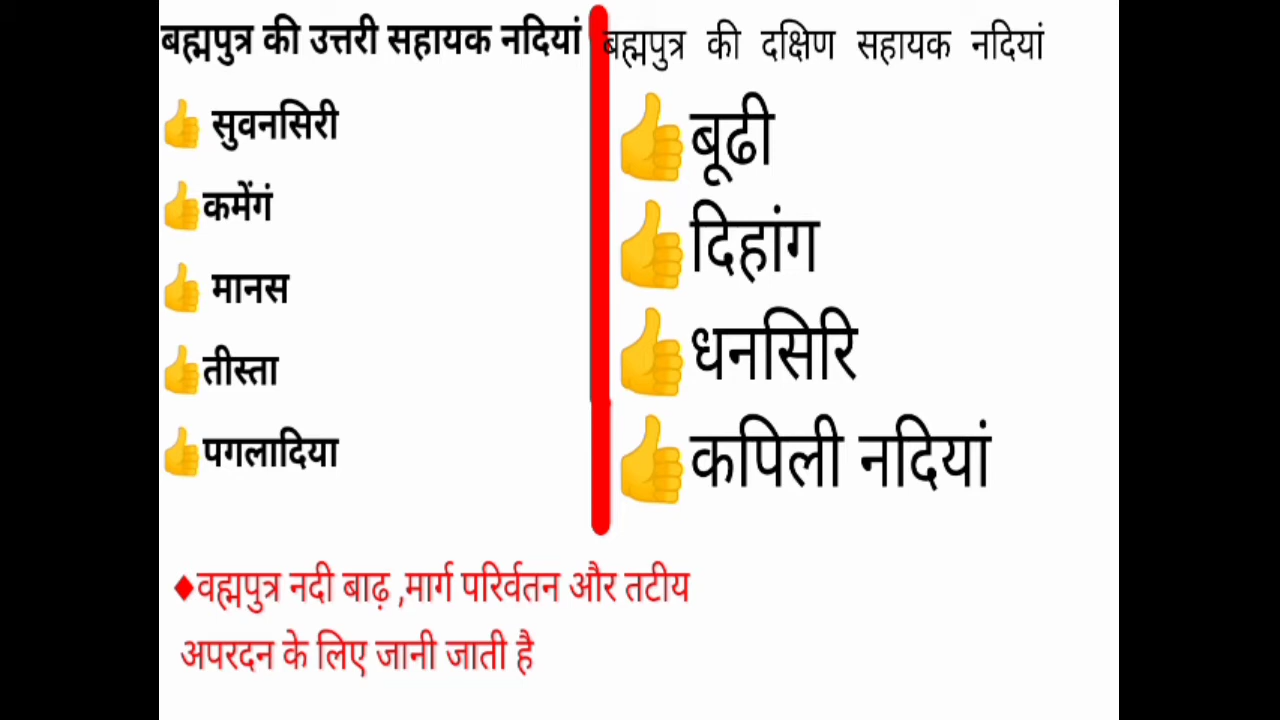 बह्मपुत्र की उत्तरी सहायक नदियां
👍 सुवनसिरी
👍कमेंगं
👍 मानस
👍तीस्ता
👍पगलादिया
बह्मपुत्र की दक्षिण सहायक नदियां
👍बूढी
👍दिहांग
👍धनसिरि
👍कपिली नदियां
♦वह्मपुत्र नदी बाढ़ ,मार्ग परिर्वतन और तटीय
अपरदन के लिए जानी जाती है